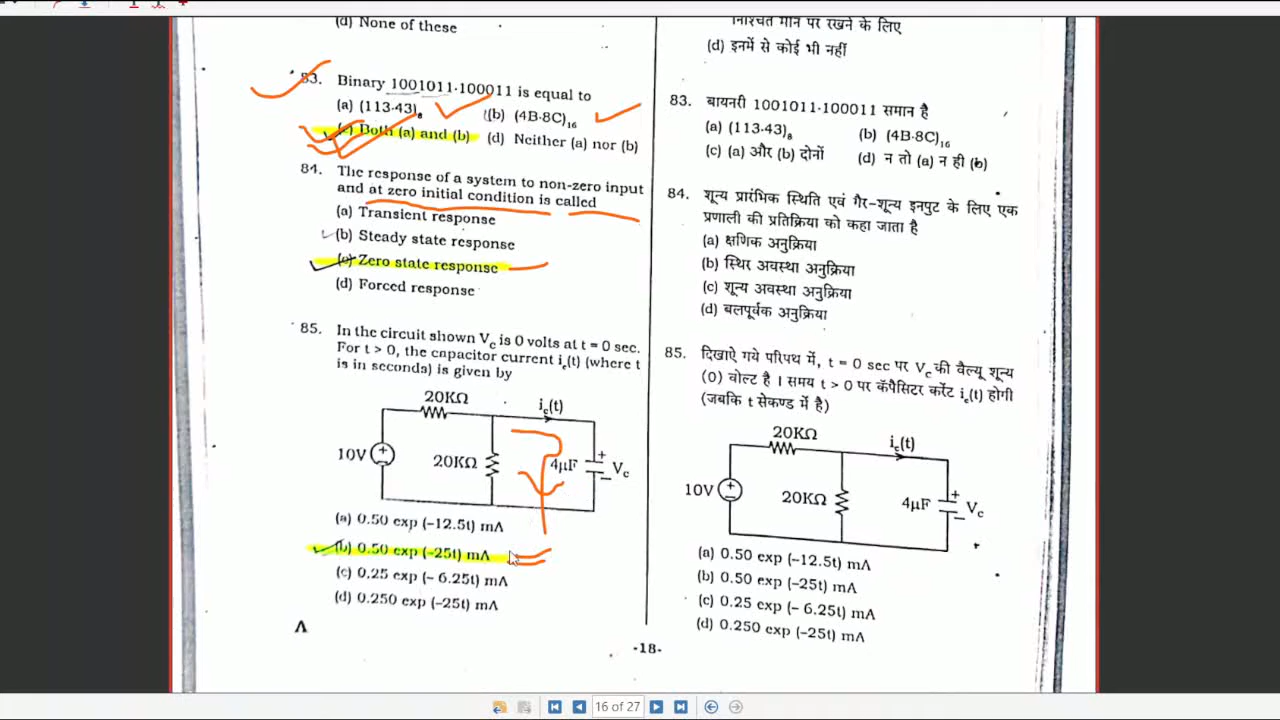 (d) None of these
83. Binary 1001011·100011 is equal to
(a) (113·43)₈ (b) (4B·8C)₁₆
(c) Both (a) and (b) (d) Neither (a) nor (b)
84. The response of a system to non-zero input
and at zero initial condition is called
(a) Transient response
(b) Steady state response
(c) Zero state response
(d) Forced response
85. In the circuit shown V꜀ is 0 volts at t = 0 sec.
For t > 0, the capacitor current i꜀(t) (where t
is in seconds) is given by
20KΩ
i꜀(t)
10V
20KΩ
4μF
+
−
V꜀
(a) 0.50 exp (–12.5t) mA
(b) 0.50 exp (–25t) mA
(c) 0.25 exp (– 6.25t) mA
(d) 0.250 exp (–25t) mA
A
-18-
निश्चित मान पर रखने के लिए
(d) इनमें से कोई भी नहीं
83. बायनरी 1001011·100011 समान है
(a) (113·43)₈ (b) (4B·8C)₁₆
(c) (a) और (b) दोनों (d) न तो (a) न ही (b)
84. शून्य प्रारंभिक स्थिति एवं गैर-शून्य इनपुट के लिए एक
प्रणाली की प्रतिक्रिया को कहा जाता है
(a) क्षणिक अनुक्रिया
(b) स्थिर अवस्था अनुक्रिया
(c) शून्य अवस्था अनुक्रिया
(d) बलपूर्वक अनुक्रिया
85. दिखाऐ गये परिपथ में, t = 0 sec पर V꜀ की वैल्यू शून्य
(0) वोल्ट है । समय t > 0 पर कॅपैसिटर करेंट i꜀(t) होगी
(जबकि t सेकण्ड में है)
20KΩ
i꜀(t)
10V
20KΩ
4μF
+
−
V꜀
(a) 0.50 exp (–12.5t) mA
(b) 0.50 exp (–25t) mA
(c) 0.25 exp (– 6.25t) mA
(d) 0.250 exp (–25t) mA
16 of 27